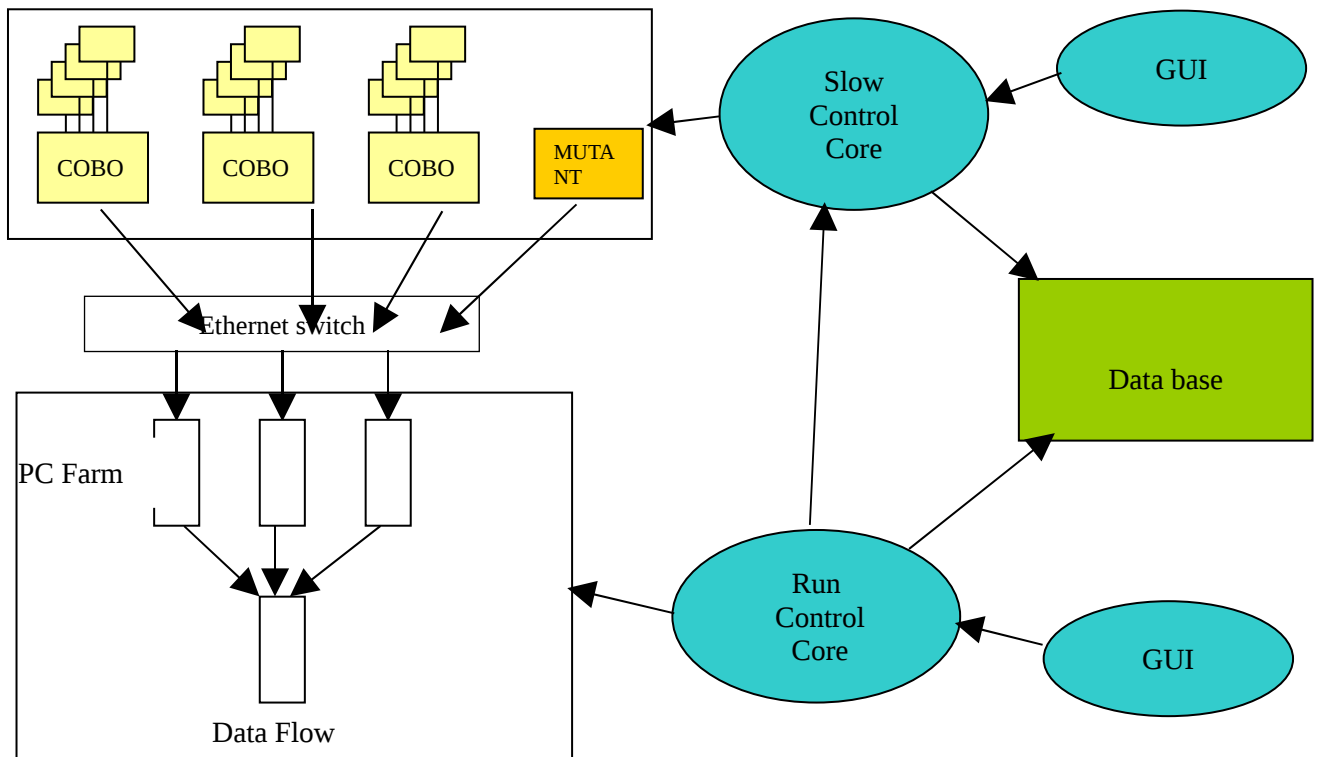 Slow
Control
Core
GUI
COBO
COBO
COBO
MUTA
NT
Ethernet switch
Data base
PC Farm
Run
Control
Core
GUI
Data Flow